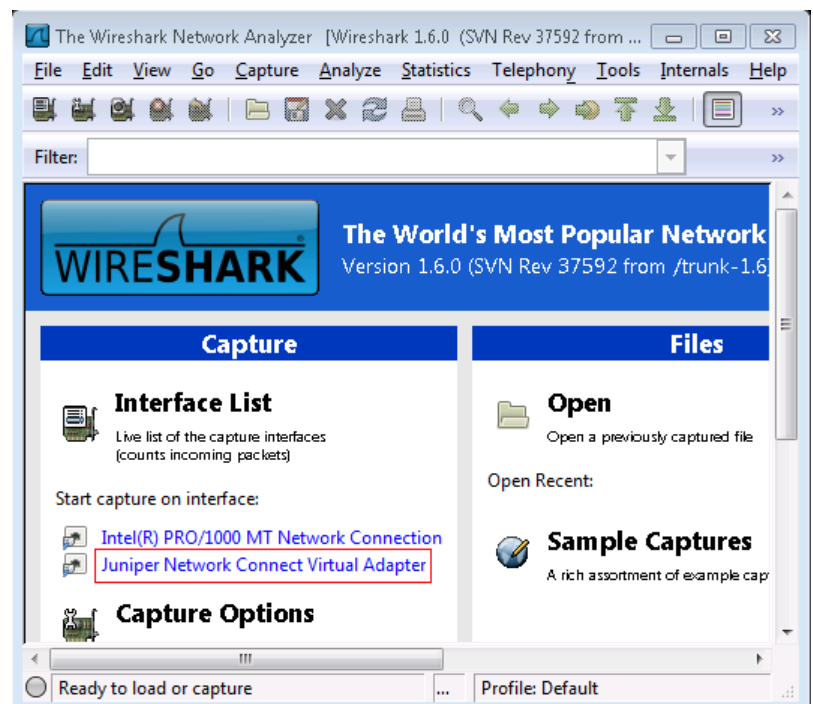 The Wireshark Network Analyzer [Wireshark 1.6.0 (SVN Rev 37592 from ...
File Edit View Go Capture Analyze Statistics Telephony Tools Internals Help
Filter:
WIRESHARK
The World's Most Popular Network
Version 1.6.0 (SVN Rev 37592 from /trunk-1.6)
Capture
Interface List
Live list of the capture interfaces
(counts incoming packets)
Start capture on interface:
Intel(R) PRO/1000 MT Network Connection
Juniper Network Connect Virtual Adapter
Capture Options
Files
Open
Open a previously captured file
Open Recent:
Sample Captures
A rich assortment of example cap
Ready to load or capture
...
Profile: Default